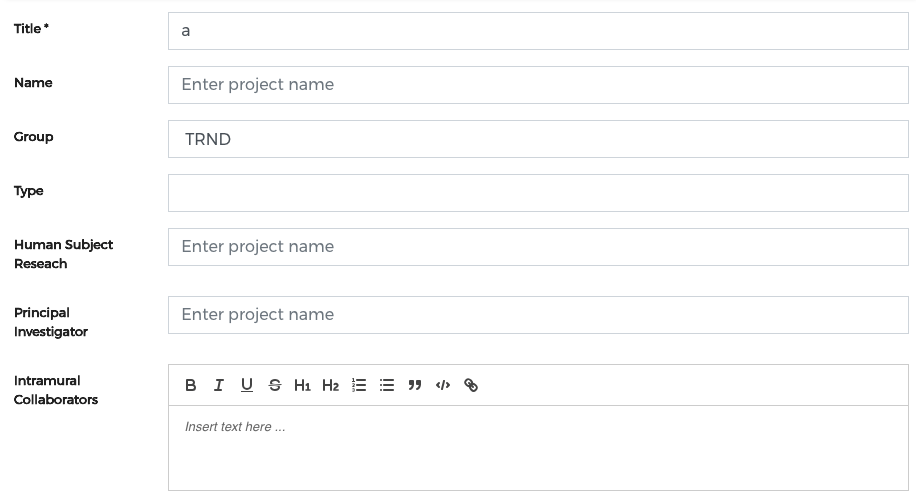 Title *
a
Name
Enter project name
Group
TRND
Type
Human Subject
Reseach
Enter project name
Principal
Investigator
Enter project name
Intramural
Collaborators
B I U S H1 H2
Insert text here ...